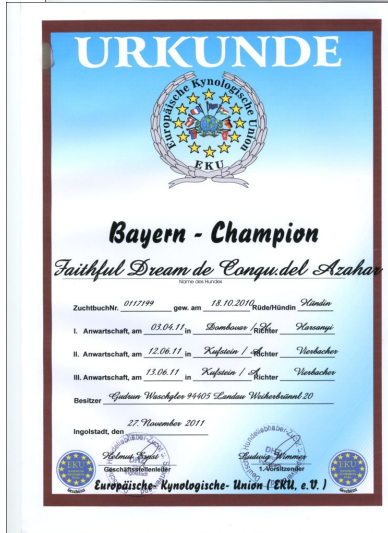 URKUNDE
Europäische Kynologische Union
EKU
Bayern - Champion
Faithful Dream de Congu.del Azahar
Name des Hundes
ZuchtbuchNr. 0117199 gew. am 18.10.2010 Rüde/Hündin Hündin
I. Anwartschaft, am 03.04.11 in Dombovar / Richter Harsanyi
II. Anwartschaft, am 12.06.11 in Kufstein / A Richter Vierbacher
III. Anwartschaft, am 13.06.11 in Kufstein / A Richter Vierbacher
Besitzer Gudrun Waschgler 94405 Landau Weiherbrünnl 20
Ingolstadt, den 27. November 2011
Helmut Ludwig Wimmer
Geschäftsstellenleiter 1. Vorsitzender
EKU EKU
Europäische- Kynologische- Union ( EKU, e.V. )